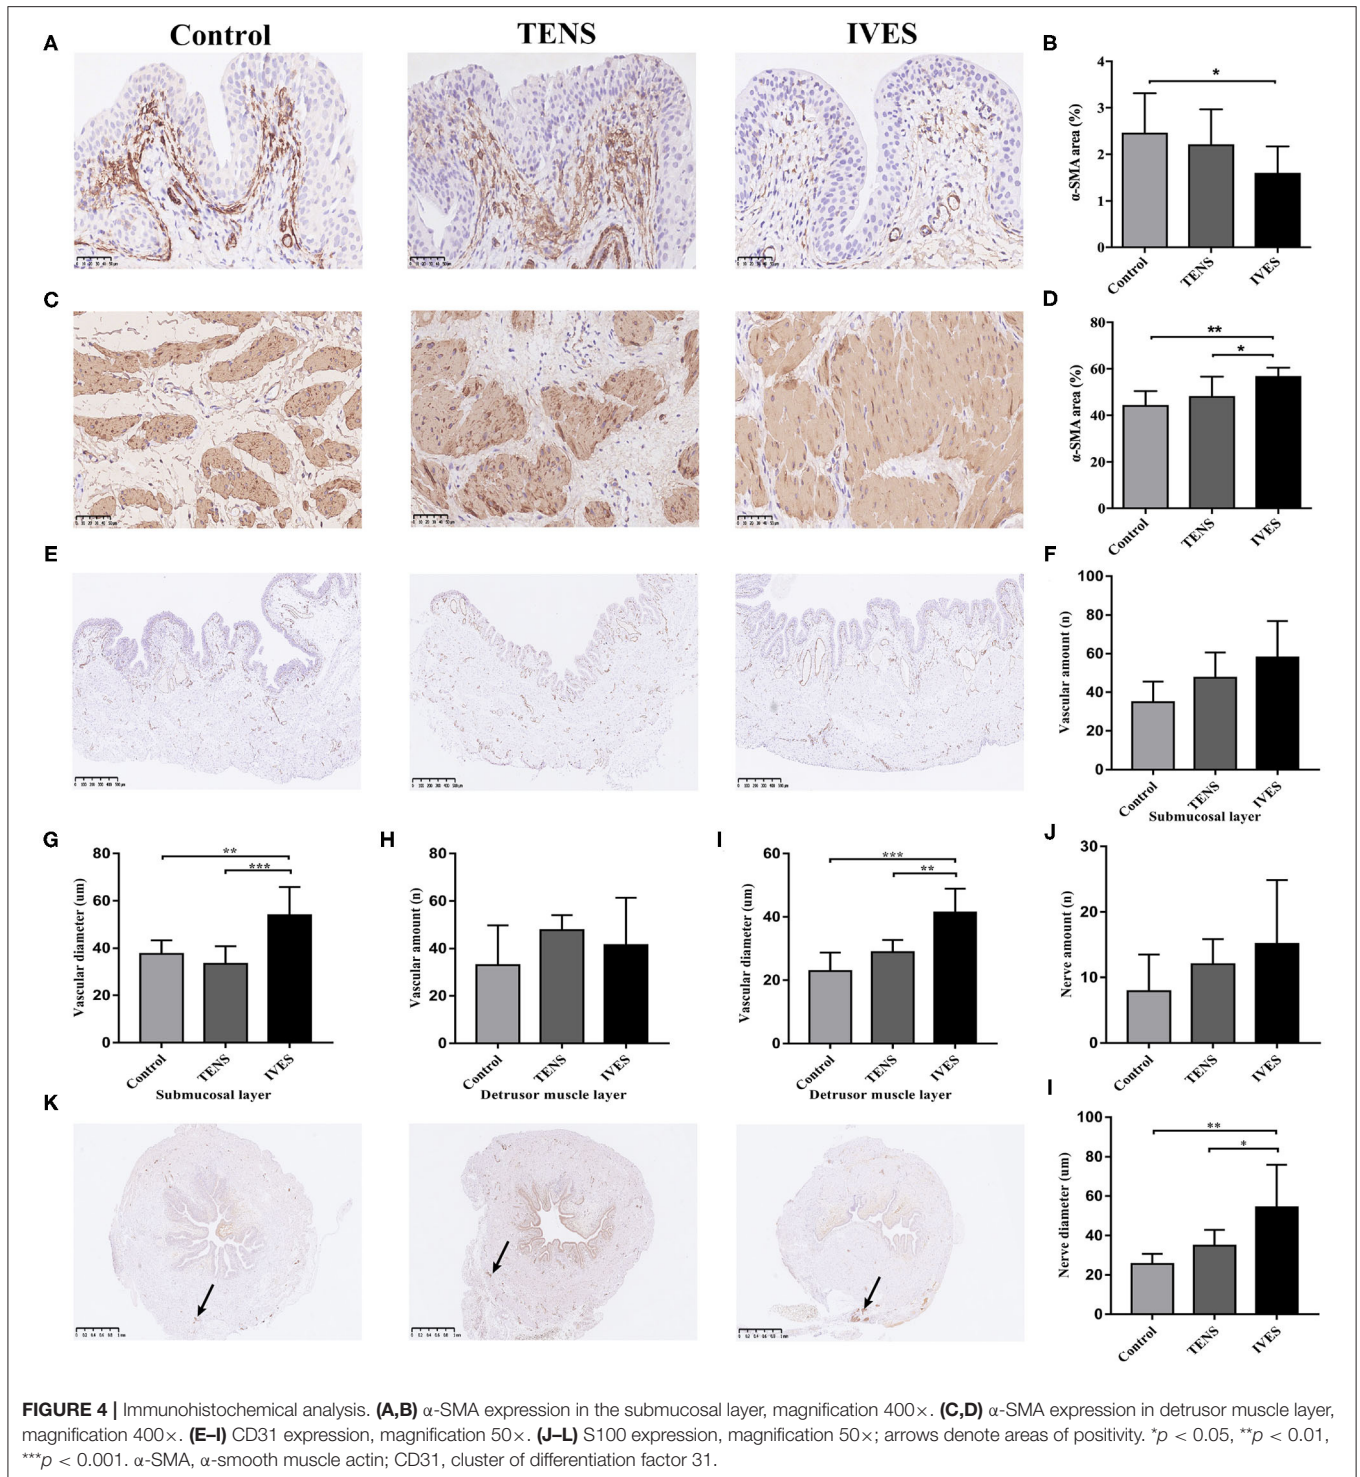 Control TENS IVES
A
B
4
3
2
1
0
α-SMA area (%)
*
Control TENS IVES
C
D
80
60
40
20
0
α-SMA area (%)
**
*
Control TENS IVES
E
F
100
80
60
40
20
0
Vascular amount (n)
Control TENS IVES
Submucosal layer
G
80
60
40
20
0
Vascular diameter (um)
**
***
Control TENS IVES
Submucosal layer
H
80
60
40
20
0
Vascular amount (n)
Control TENS IVES
Detrusor muscle layer
I
60
40
20
0
Vascular diameter (um)
***
**
Control TENS IVES
Detrusor muscle layer
J
30
20
10
0
Nerve amount (n)
Control TENS IVES
K
I
100
80
60
40
20
0
Nerve diameter (um)
**
*
Control TENS IVES
FIGURE 4 | Immunohistochemical analysis. (A,B) α-SMA expression in the submucosal layer, magnification 400×. (C,D) α-SMA expression in detrusor muscle layer,
magnification 400×. (E–I) CD31 expression, magnification 50×. (J–L) S100 expression, magnification 50×; arrows denote areas of positivity. *p < 0.05, **p < 0.01,
***p < 0.001. α-SMA, α-smooth muscle actin; CD31, cluster of differentiation factor 31.